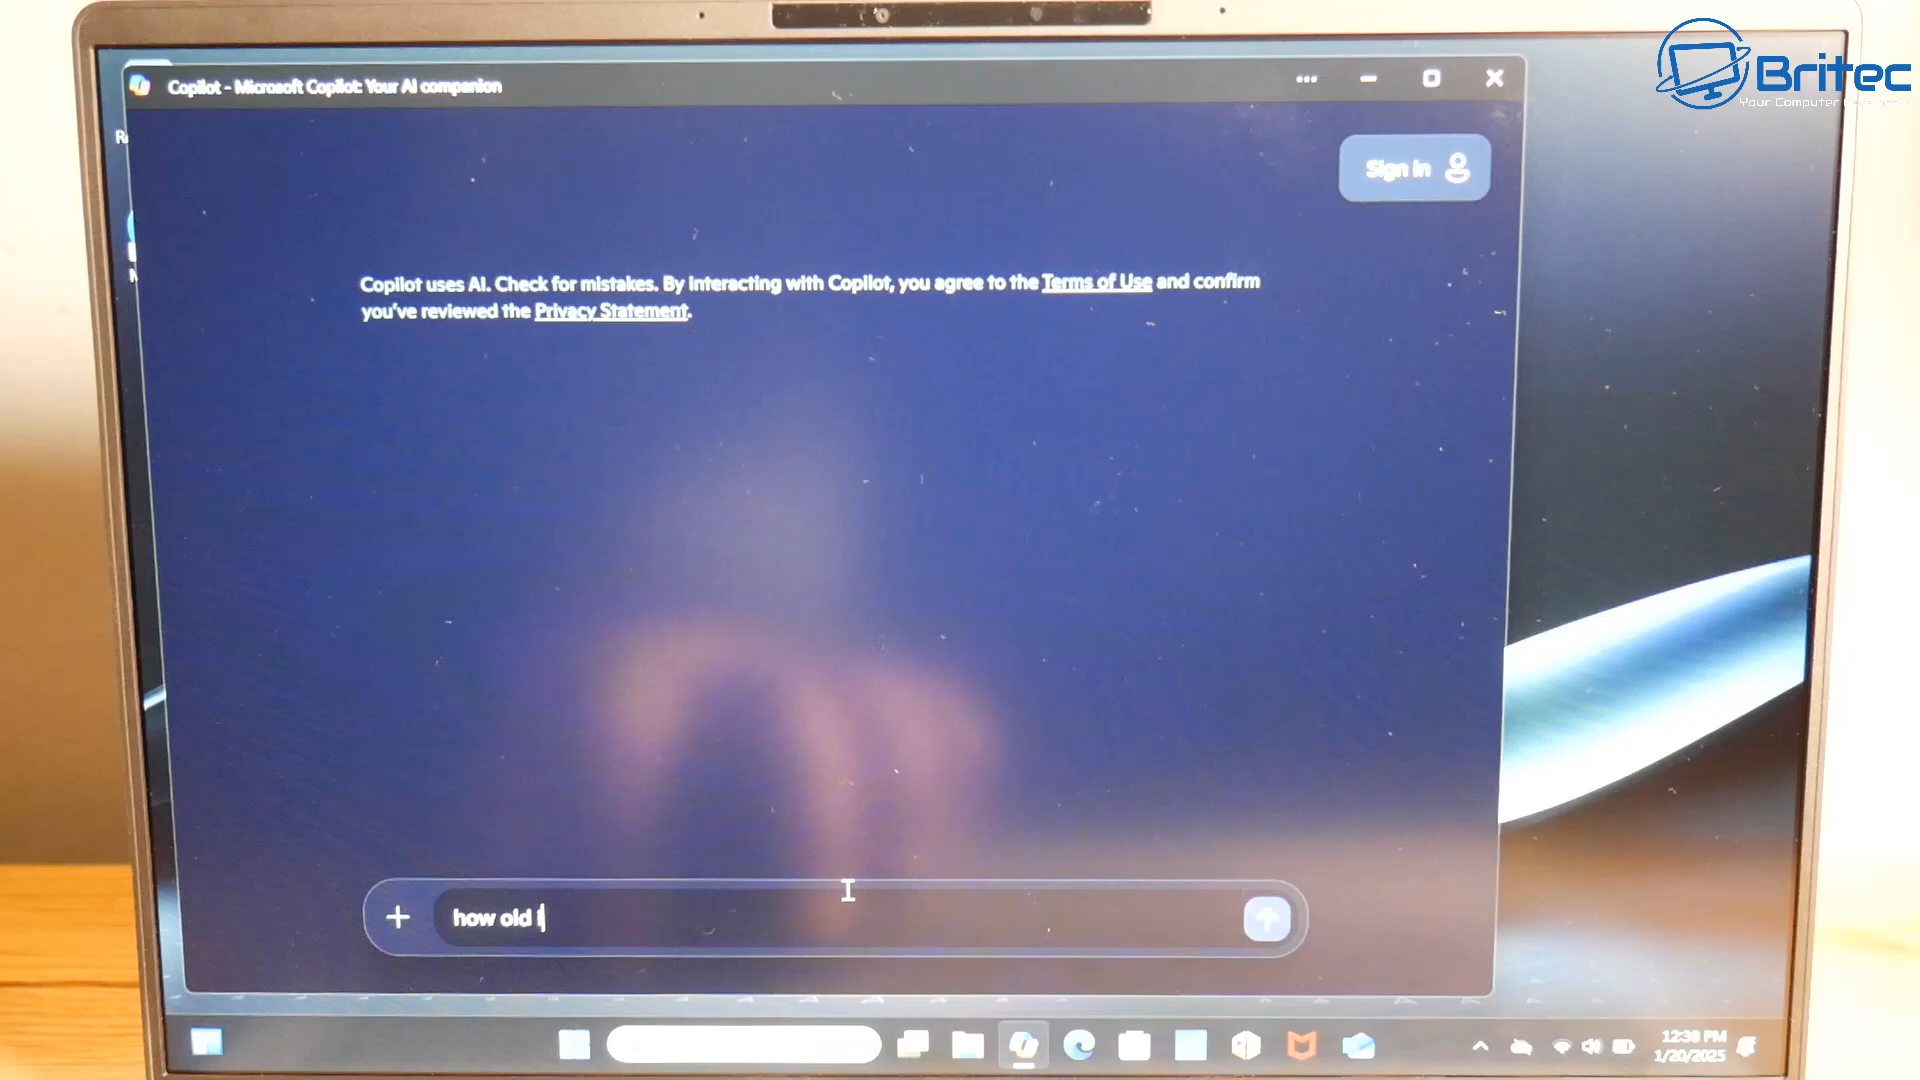 Britec
Your Computer
Copilot - Microsoft Copilot: Your AI companion
Sign in
Copilot uses AI. Check for mistakes. By interacting with Copilot, you agree to the Terms of Use and confirm
you've reviewed the Privacy Statement.
how old i
12:38 PM
1/20/2025